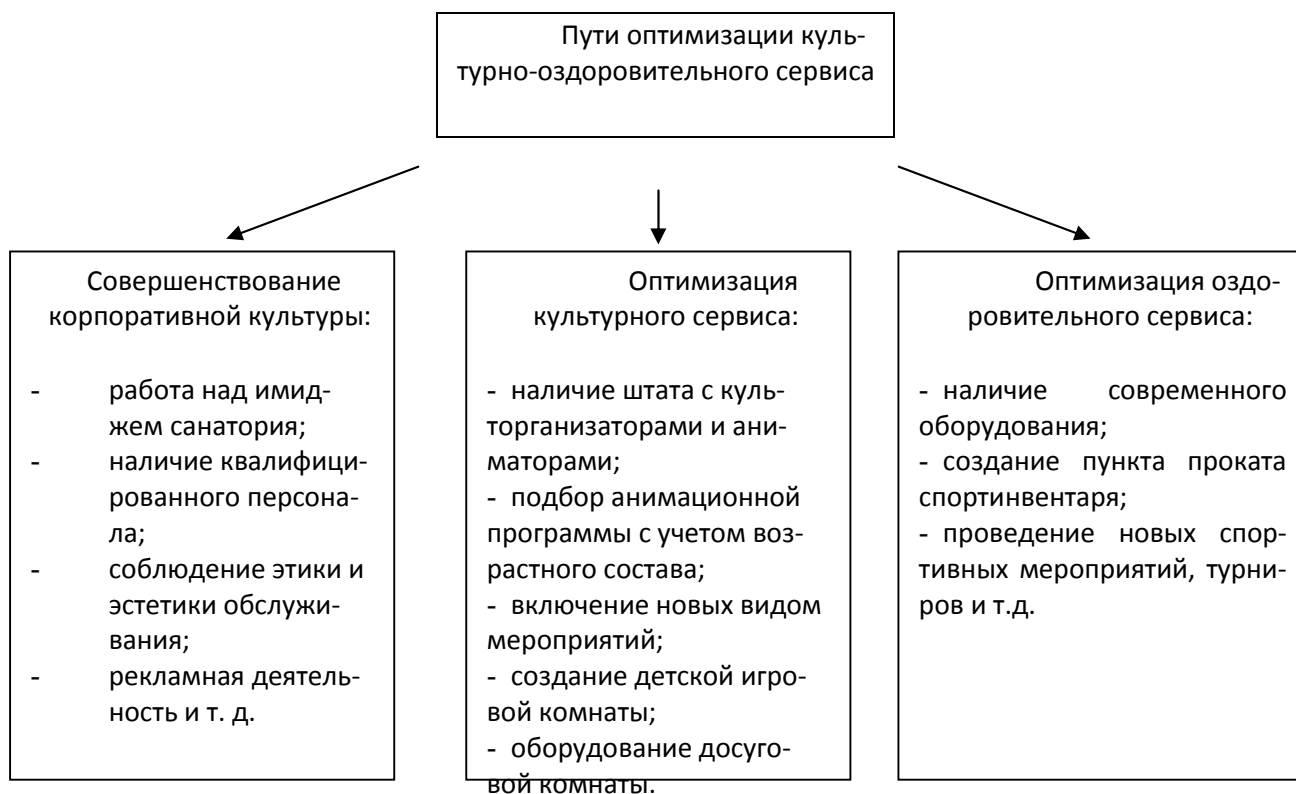 Пути оптимизации куль-
турно-оздоровительного сервиса
Совершенствование
корпоративной культуры:
- работа над имид-
жем санатория;
- наличие квалифици-
рованного персона-
ла;
- соблюдение этики и
эстетики обслужи-
вания;
- рекламная деятель-
ность и т. д.
Оптимизация
культурного сервиса:
- наличие штата с куль-
торганизаторами и ани-
маторами;
- подбор анимационной
программы с учетом воз-
растного состава;
- включение новых видом
мероприятий;
- создание детской игро-
вой комнаты;
- оборудование досуго-
вой комнаты.
Оптимизация оздо-
ровительного сервиса:
- наличие современного
оборудования;
- создание пункта проката
спортинвентаря;
- проведение новых спор-
тивных мероприятий, турни-
ров и т.д.